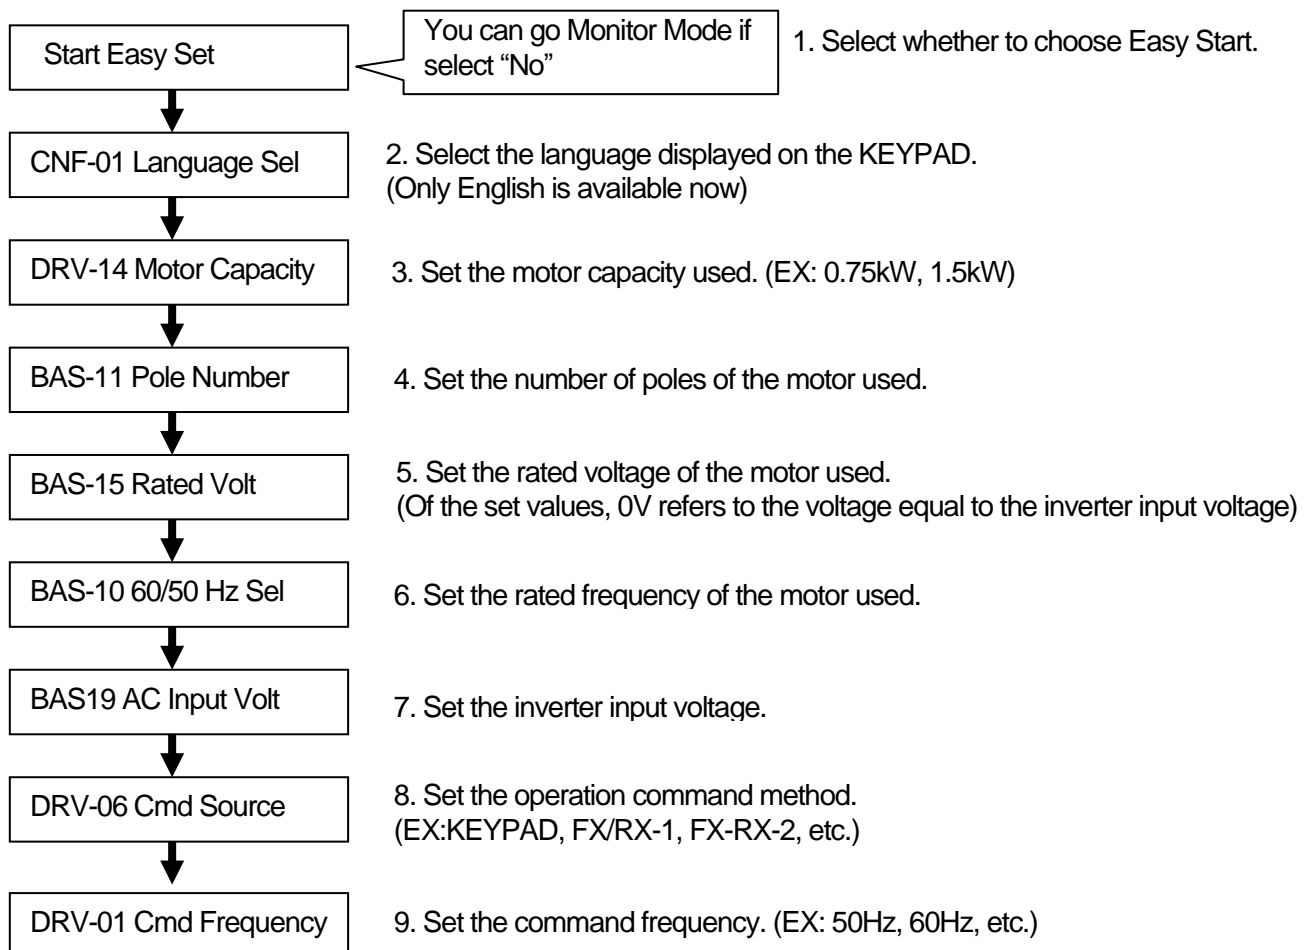 Start Easy Set
You can go Monitor Mode if
select “No”
1. Select whether to choose Easy Start.
CNF-01 Language Sel
2. Select the language displayed on the KEYPAD.
(Only English is available now)
DRV-14 Motor Capacity
3. Set the motor capacity used. (EX: 0.75kW, 1.5kW)
BAS-11 Pole Number
4. Set the number of poles of the motor used.
BAS-15 Rated Volt
5. Set the rated voltage of the motor used.
(Of the set values, 0V refers to the voltage equal to the inverter input voltage)
BAS-10 60/50 Hz Sel
6. Set the rated frequency of the motor used.
BAS19 AC Input Volt
7. Set the inverter input voltage.
DRV-06 Cmd Source
8. Set the operation command method.
(EX:KEYPAD, FX/RX-1, FX-RX-2, etc.)
DRV-01 Cmd Frequency
9. Set the command frequency. (EX: 50Hz, 60Hz, etc.)